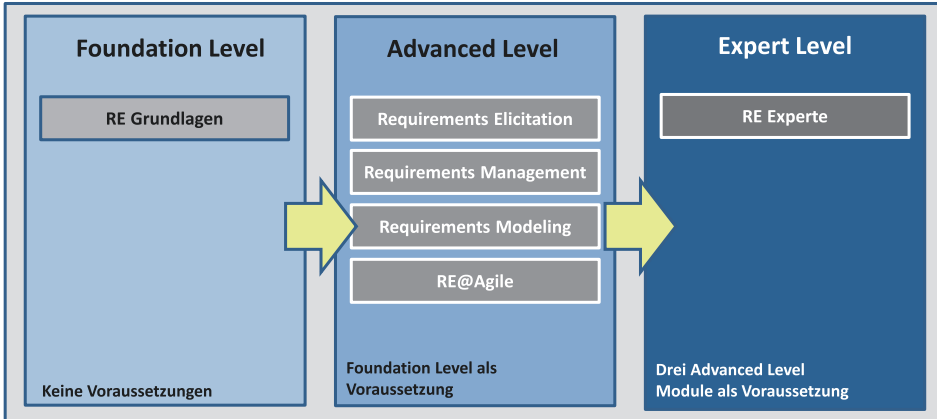 Foundation Level
RE Grundlagen
Keine Voraussetzungen
Advanced Level
Requirements Elicitation
Requirements Management
Requirements Modeling
RE@Agile
Foundation Level als
Voraussetzung
Expert Level
RE Experte
Drei Advanced Level
Module als Voraussetzung